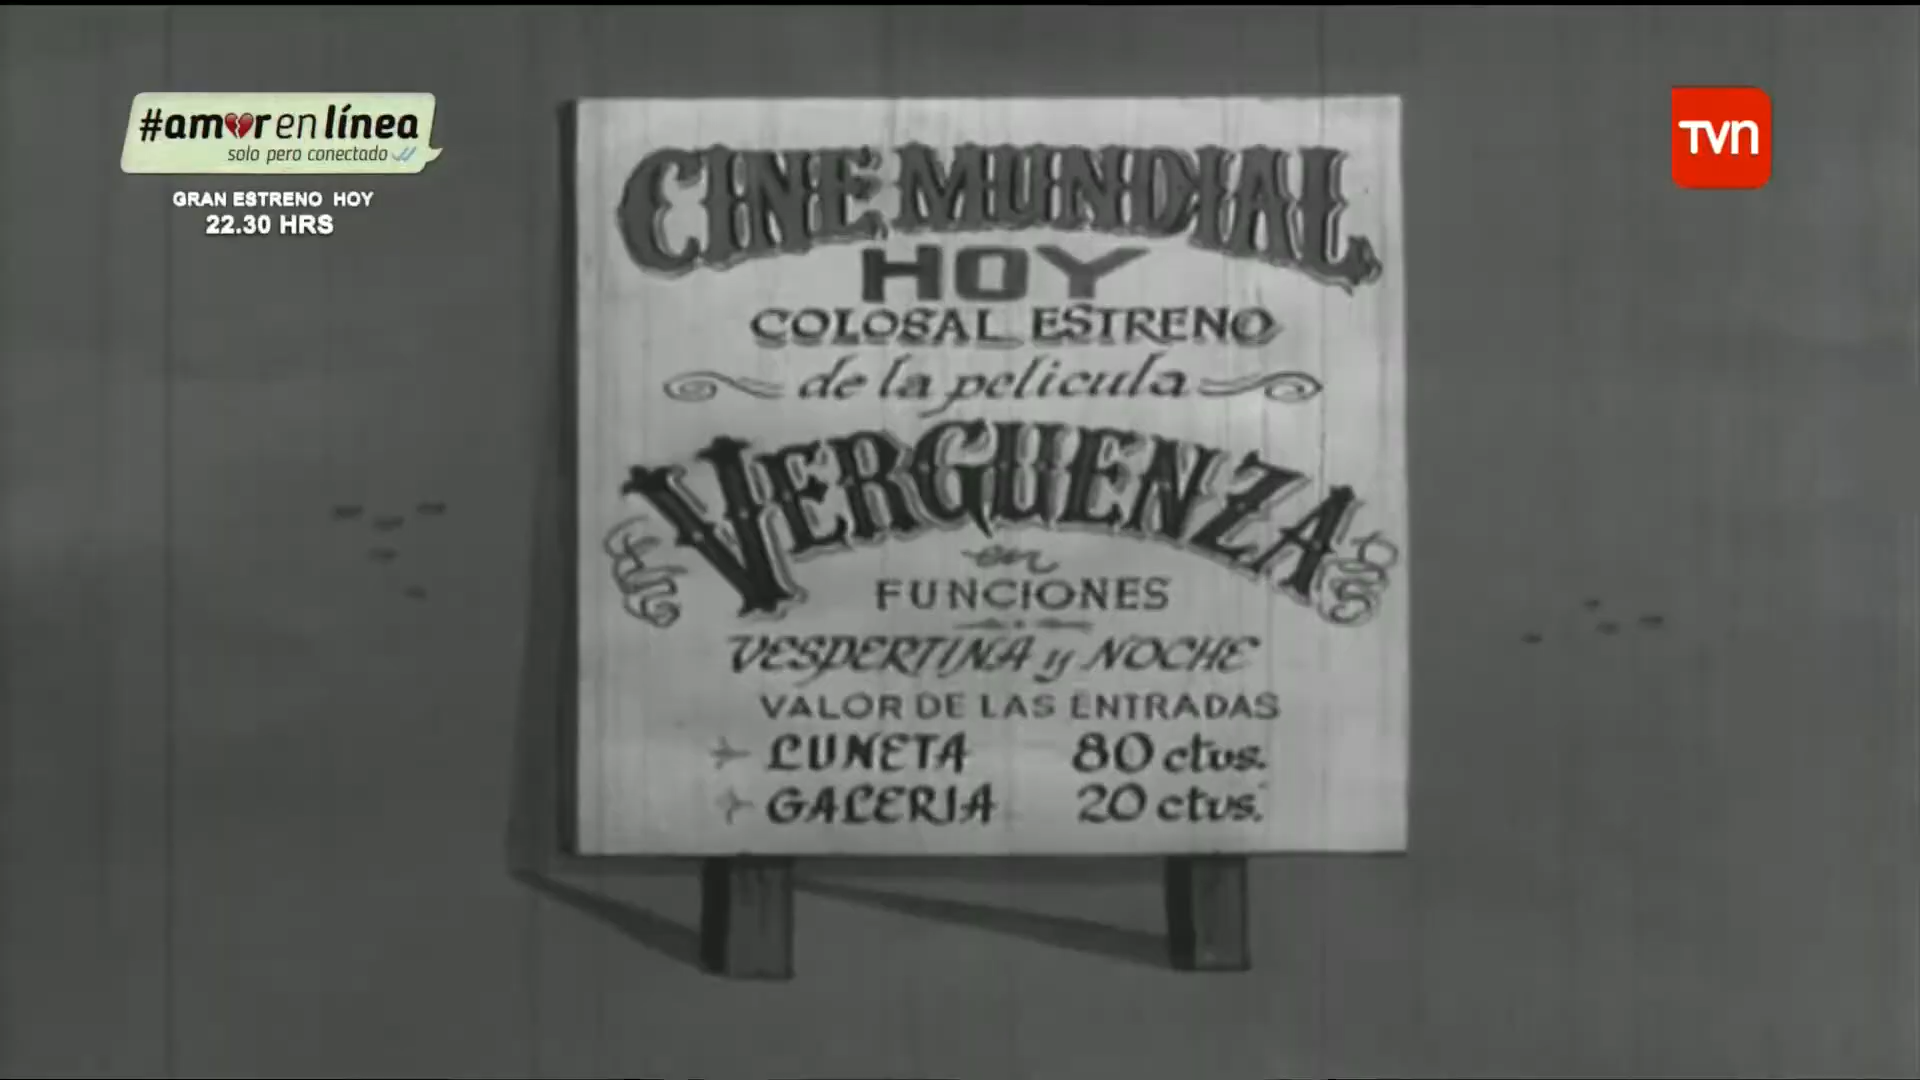 #amor en línea
solo pero conectado
GRAN ESTRENO HOY
22.30 HRS
TVN
CINE MUNDIAL
HOY
COLOSAL ESTRENO
de la pelicula
VERGUENZA
en
FUNCIONES
VESPERTINA y NOCHE
VALOR DE LAS ENTRADAS
LUNETA 80 ctvs.
GALERIA 20 ctvs.